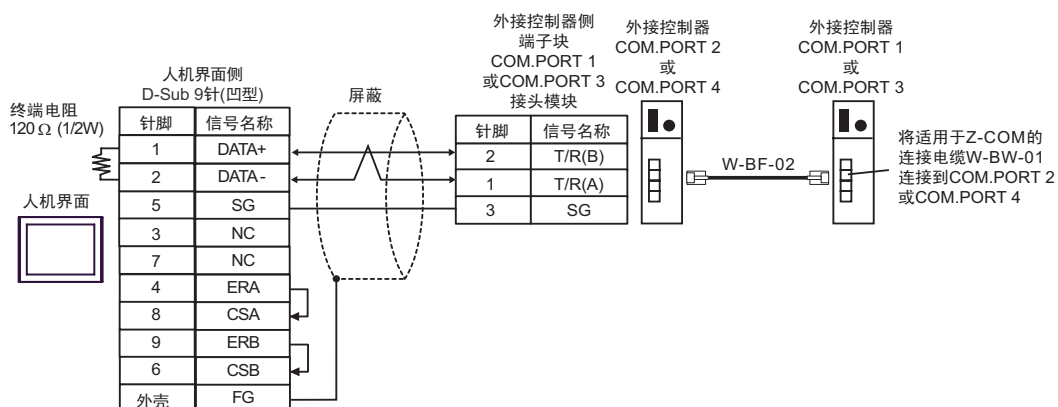 终端电阻
120Ω (1/2W)
人机界面
人机界面侧
D-Sub 9针(凹型)
针脚 信号名称
1 DATA+
2 DATA-
5 SG
3 NC
7 NC
4 ERA
8 CSA
9 ERB
6 CSB
外壳 FG
屏蔽
外接控制器侧
端子块
COM.PORT 1
或COM.PORT 3
接头模块
针脚 信号名称
2 T/R(B)
1 T/R(A)
3 SG
外接控制器
COM.PORT 2
或
COM.PORT 4
W-BF-02
外接控制器
COM.PORT 1
或
COM.PORT 3
将适用于Z-COM的
连接电缆W-BW-01
连接到COM.PORT 2
或COM.PORT 4